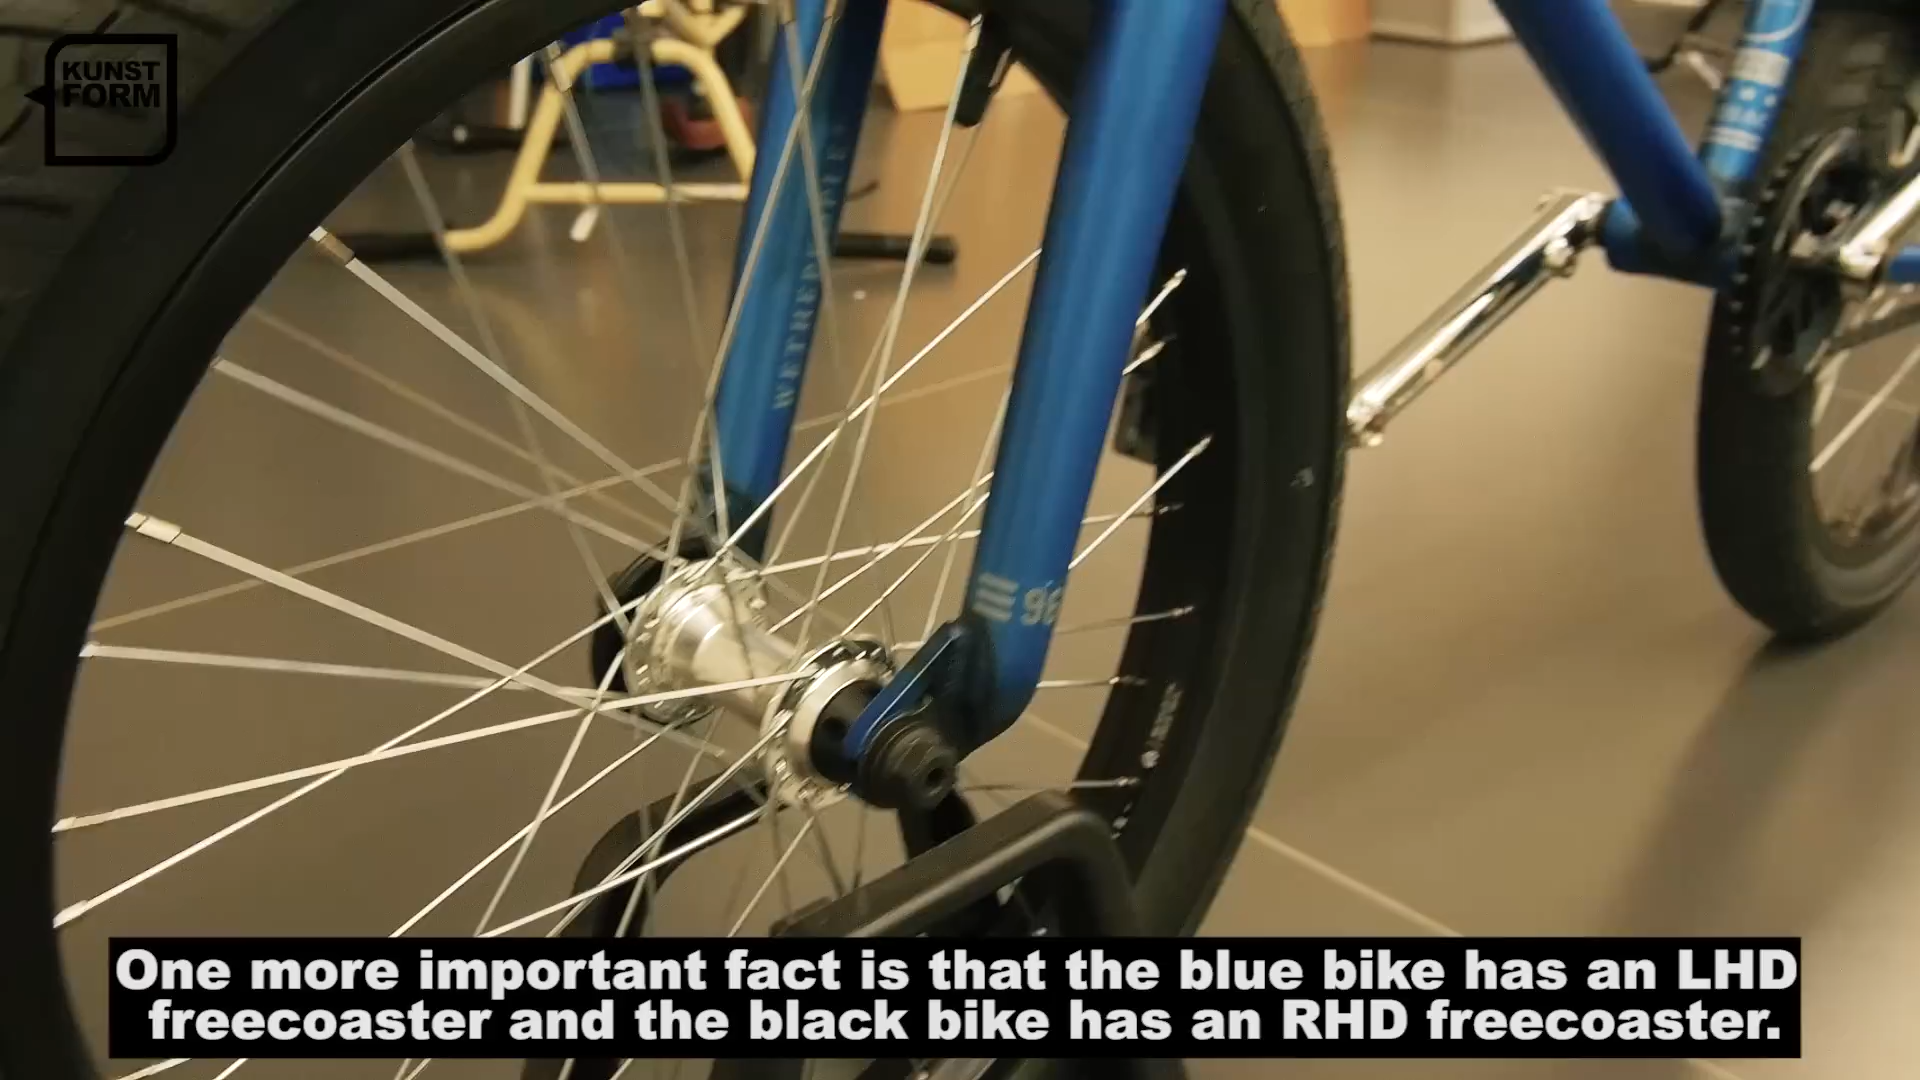 KUNST
FORM
WETHEPEOPLE
96
One more important fact is that the blue bike has an LHD
freecoaster and the black bike has an RHD freecoaster.